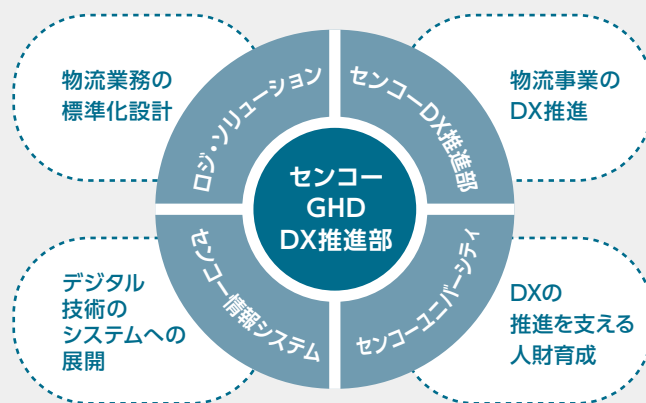 物流業務の
標準化設計
ロジ・ソリューション
センコーDX推進部
物流事業の
DX推進
センコー
GHD
DX推進部
デジタル
技術の
システムへの
展開
センコー情報システム
センコーユニバーシティ
DXの
推進を支える
人財育成